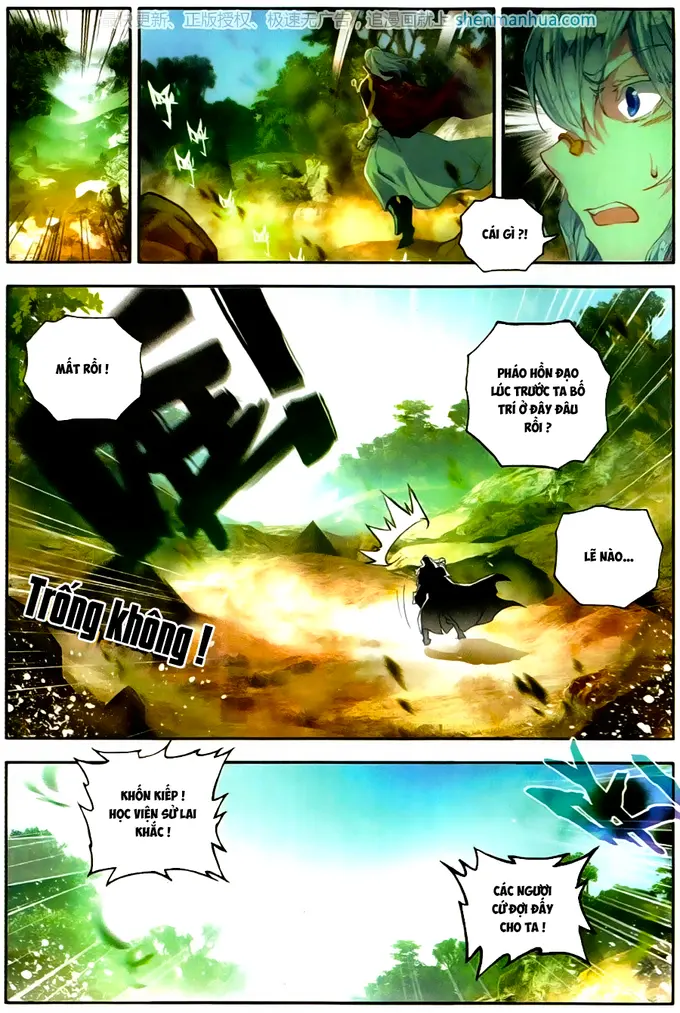 最快更新、正版授权、极速无广告，追漫画就上 shenmanhua.com
CÁI GÌ ?!
MẤT RỒI !
PHÁO HỒN ĐẠO
LÚC TRƯỚC TA BỐ
TRÍ Ở ĐÂY ĐÂU
RỒI ?
LẼ NÀO...
Trống không !
KHỐN KIẾP !
HỌC VIỆN SỬ LAI
KHẮC !
CÁC NGƯƠI
CỨ ĐỢI ĐẤY
CHO TA !